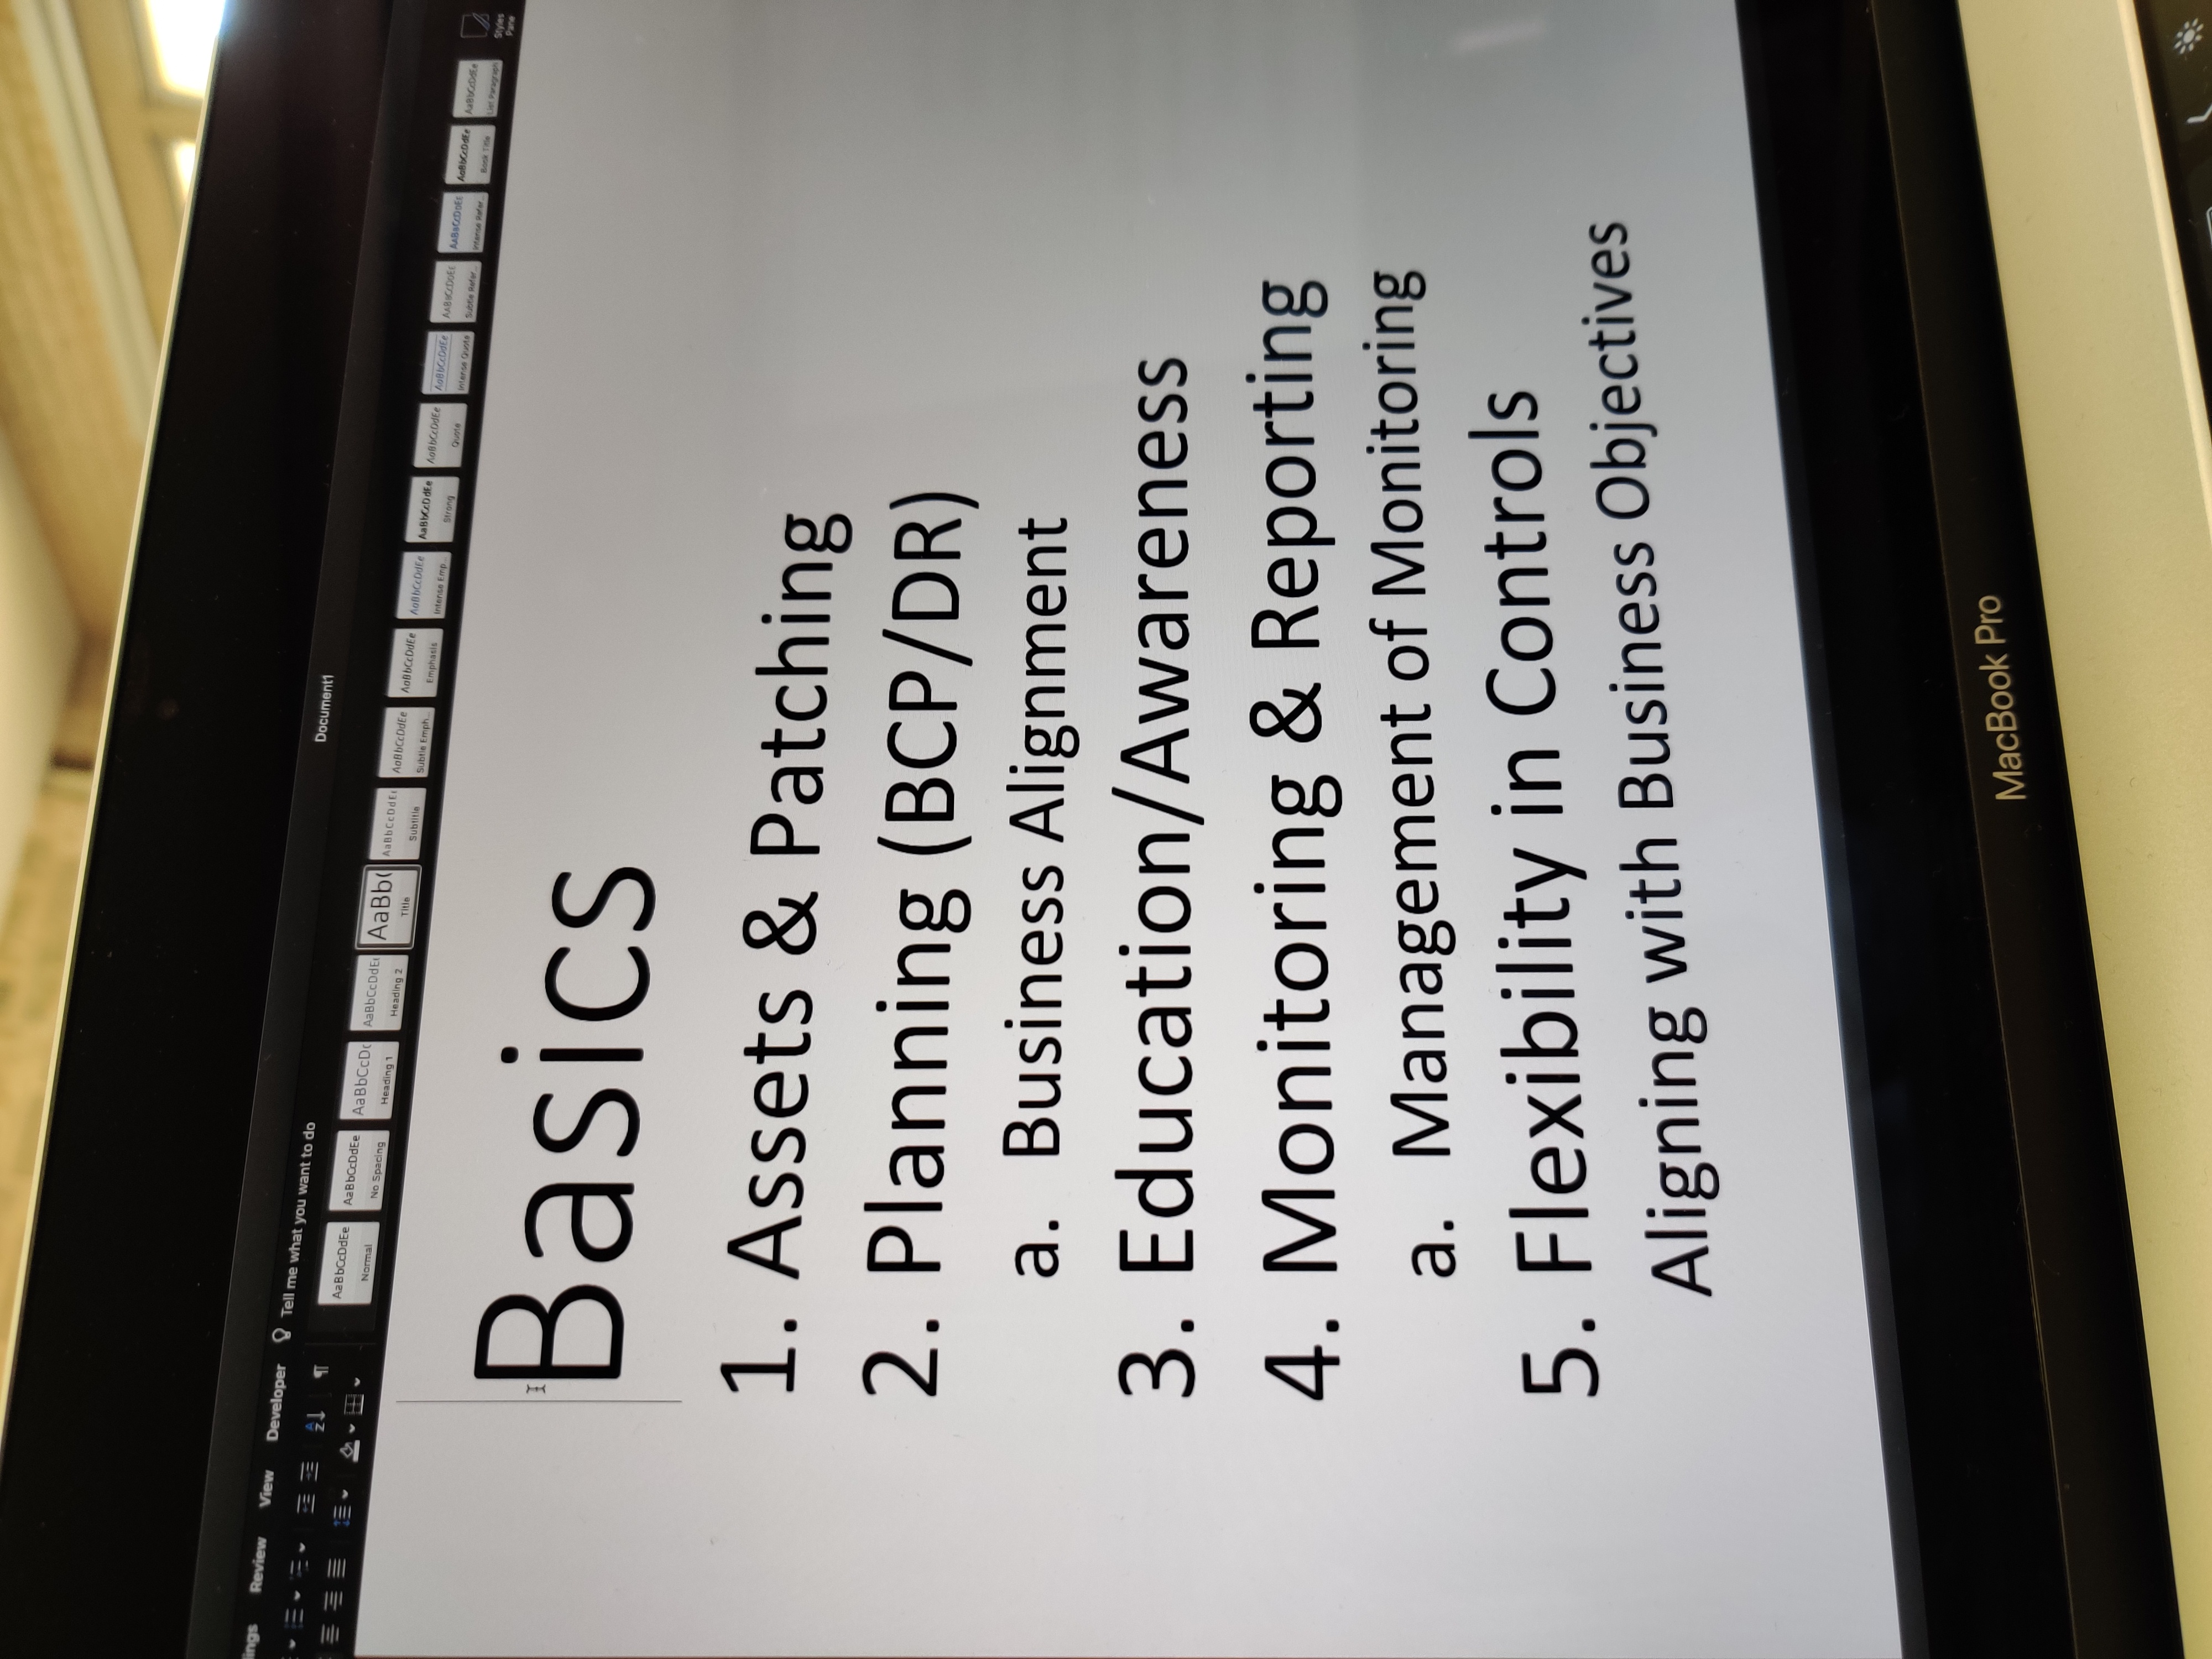 Review View Developer Tell me what you want to do
Document1
AaBbCcDdEe AaBbCcDdEe AaBbCcDc AaBbCcDdEe AaBb( AaBbCcDdEe AaBbCcDdEe AaBbCcDdEe AaBbCcDdEe AaBbCcDdEe AaBbCcDdEe AaBbCcDdEe AaBbCcDdEe AaBbCcDdEe AaBbCcDdEe AaBbCcDdEe
Normal No Spacing Heading 1 Heading 2 Title Subtitle Subtle Emph... Emphasis Intense Emp... Strong Quote Intense Quote Subtle Refer... Intense Refer... Book Title List Paragraph
Styles
Pane
Basics
1. Assets & Patching
2. Planning (BCP/DR)
a. Business Alignment
3. Education/Awareness
4. Monitoring & Reporting
a. Management of Monitoring
5. Flexibility in Controls
Aligning with Business Objectives
MacBook Pro